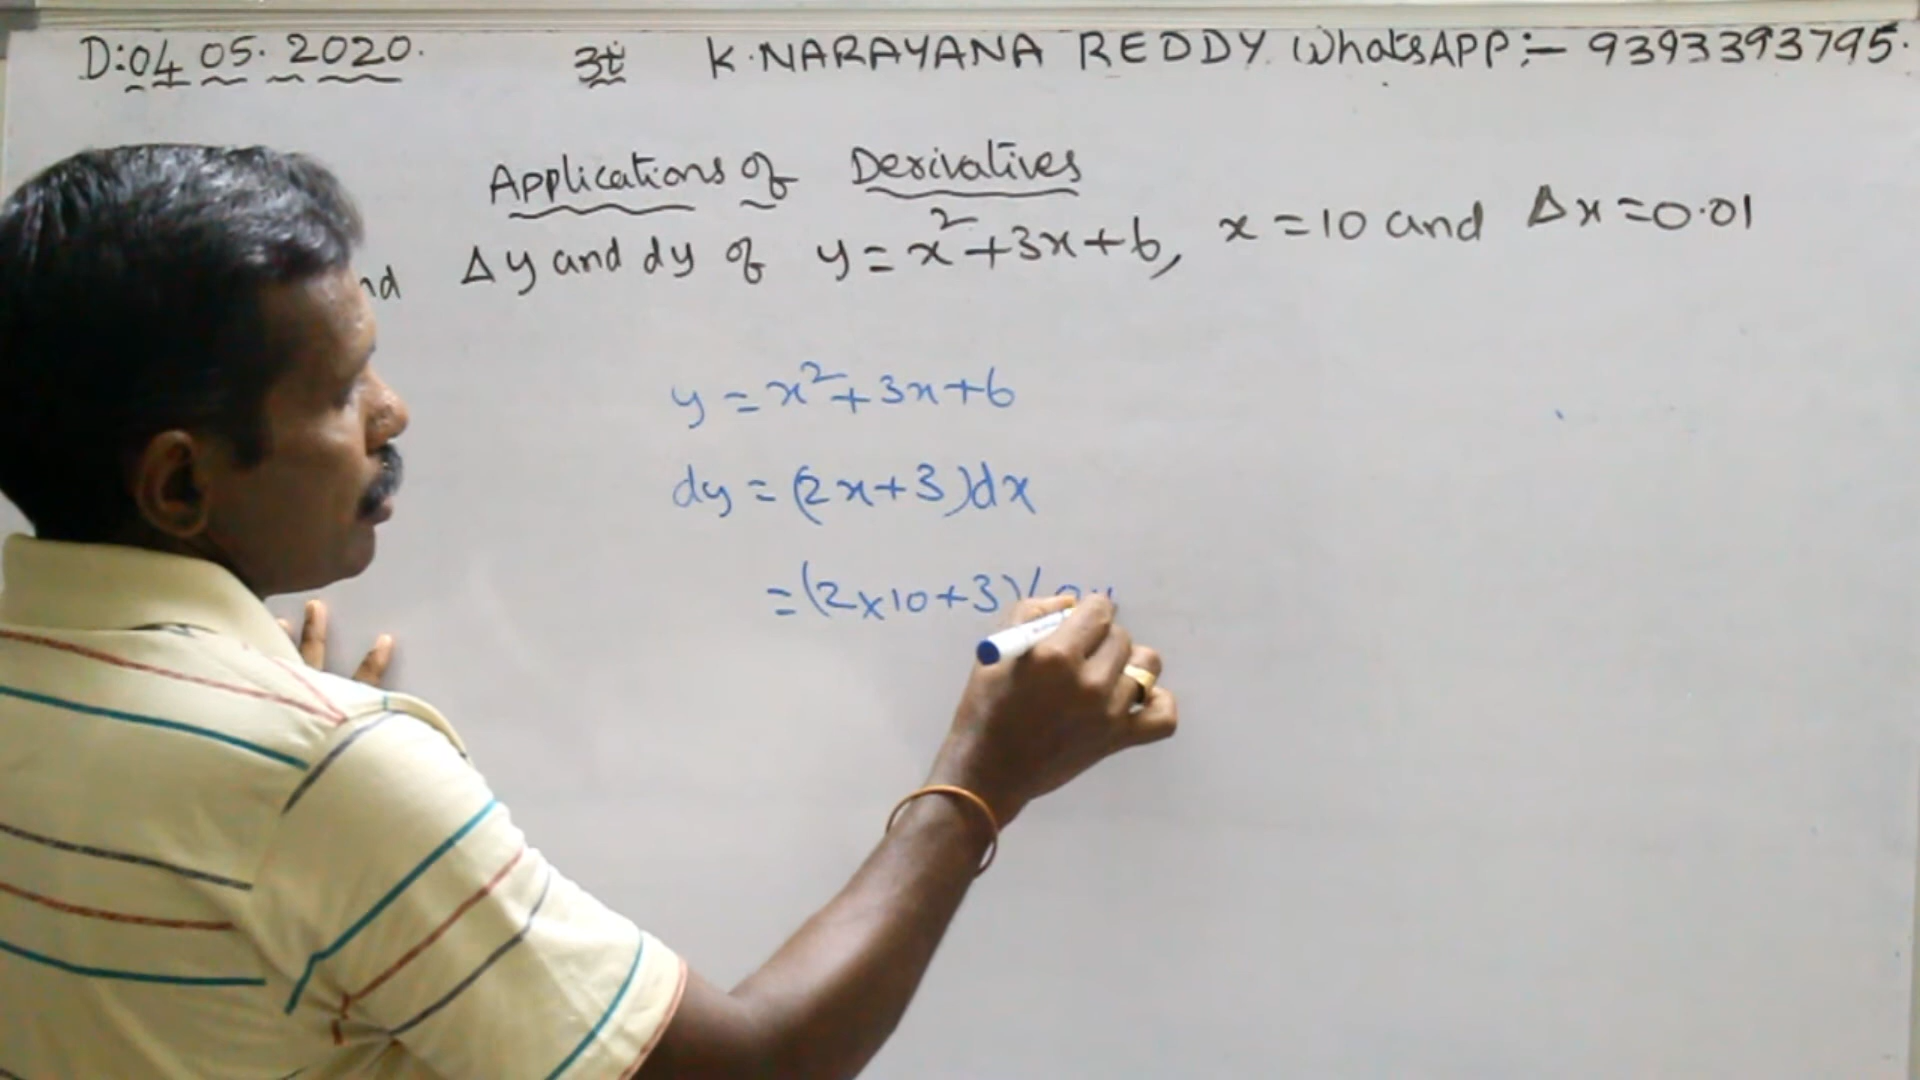 D:04 05.2020. K.NARAYANA REDDY WhatsAPP:- 9393393795.
Applications of Derivatives
nd Δy and dy of y=x²+3x+6, x=10 and Δx=0.01
y=x²+3x+6
dy=(2x+3)dx
=(2x10+3)(